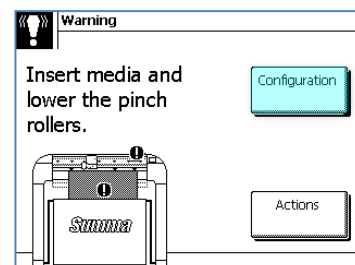 Warning
Insert media and
lower the pinch
rollers.
Configuration
Actions
Summa